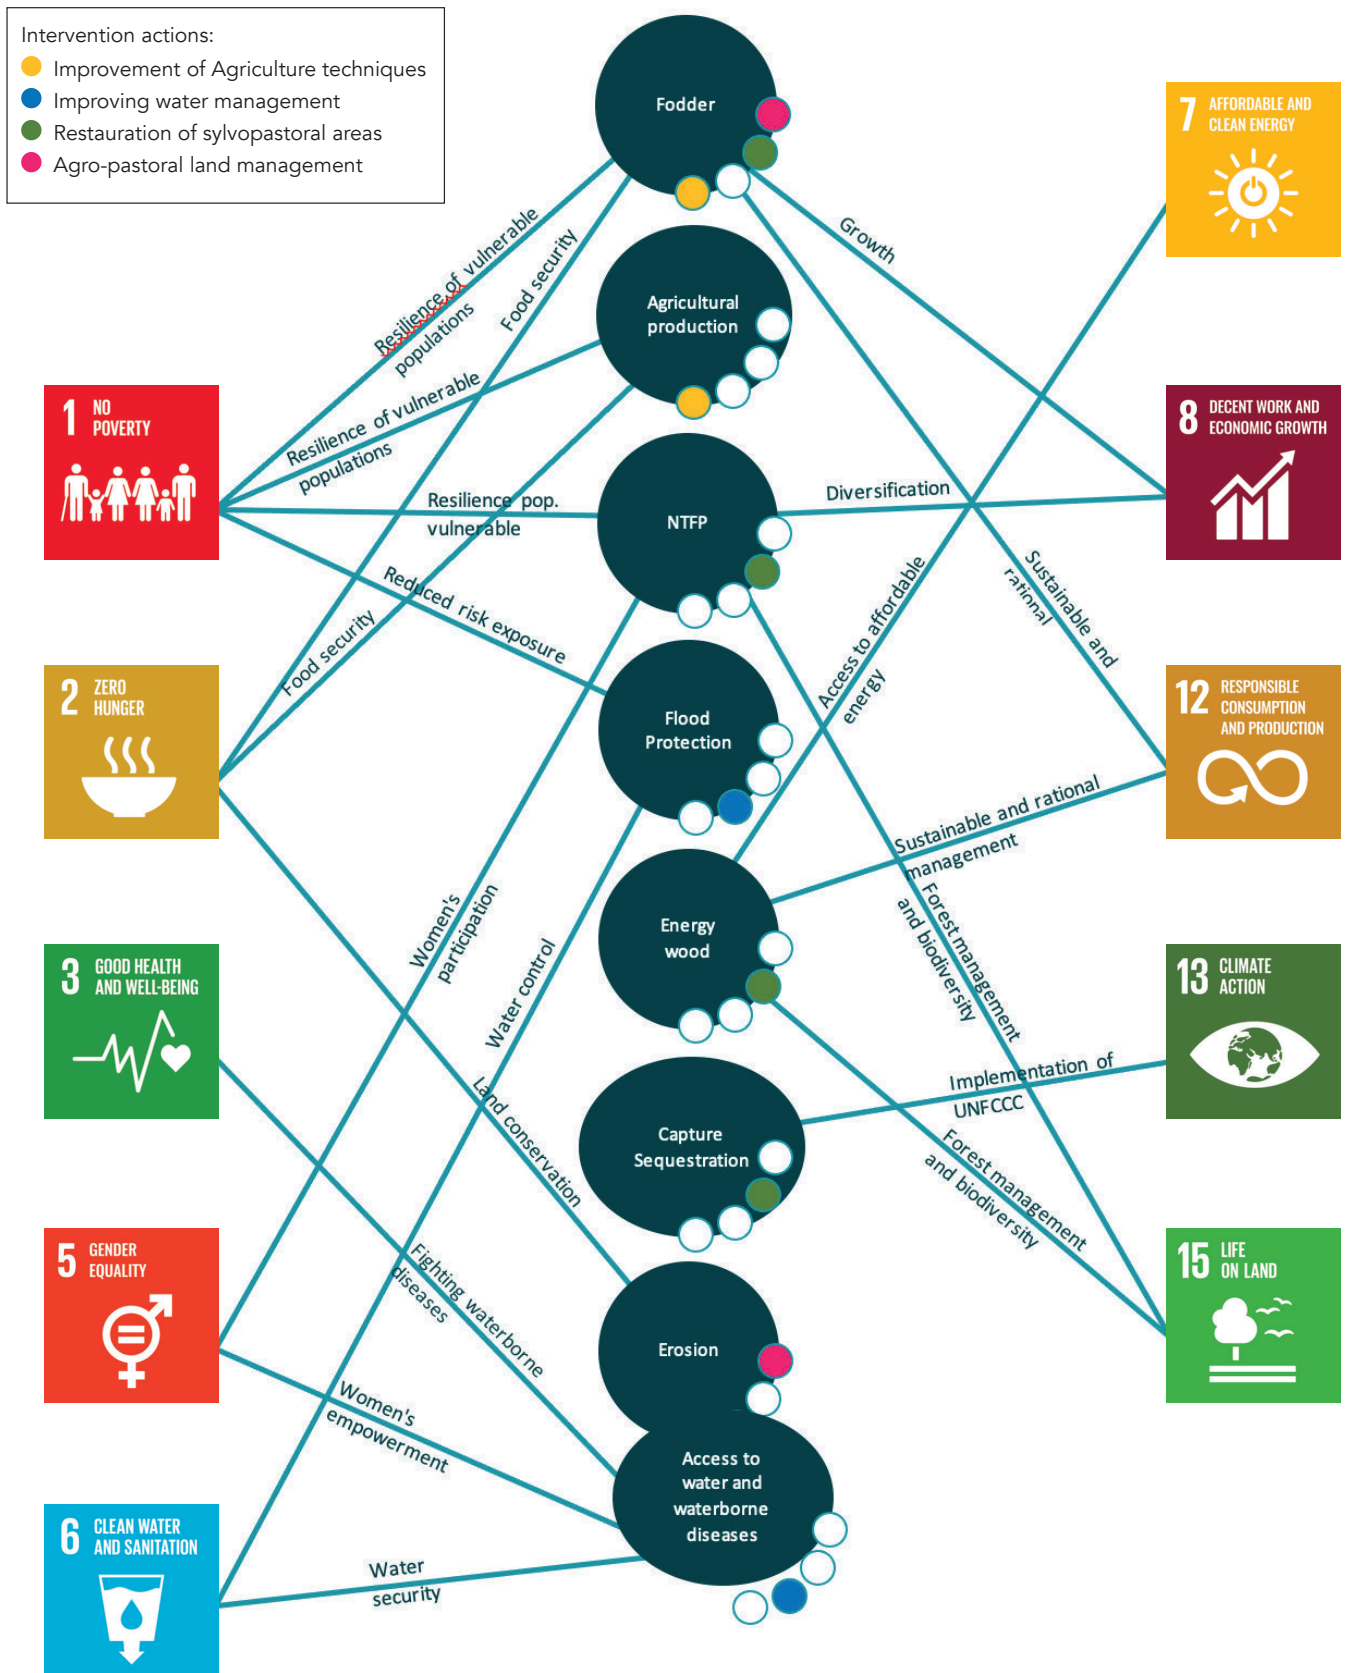 Intervention actions:
Improvement of Agriculture techniques
Improving water management
Restauration of sylvopastoral areas
Agro-pastoral land management
Fodder
7 AFFORDABLE AND
CLEAN ENERGY
Resilience of vulnerable
populations
Food security
Growth
Agricultural
production
1 NO
POVERTY
Resilience of vulnerable
populations
8 DECENT WORK AND
ECONOMIC GROWTH
Resilience pop.
vulnerable
NTFP
Diversification
Reduced risk exposure
Sustainable and
rational
Access to affordable
energy
Food security
2 ZERO
HUNGER
12 RESPONSIBLE
CONSUMPTION
AND PRODUCTION
Flood
Protection
Sustainable and rational
management
Women's
participation
Forest management
and biodiversity
Energy
wood
Water control
3 GOOD HEALTH
AND WELL-BEING
13 CLIMATE
ACTION
Land conservation
Implementation of
UNFCCC
Capture
Sequestration
Forest management
and biodiversity
5 GENDER
EQUALITY
15 LIFE
ON LAND
Fighting waterborne
diseases
Erosion
Women's
empowerment
Access to
water and
waterborne
diseases
6 CLEAN WATER
AND SANITATION
Water
security